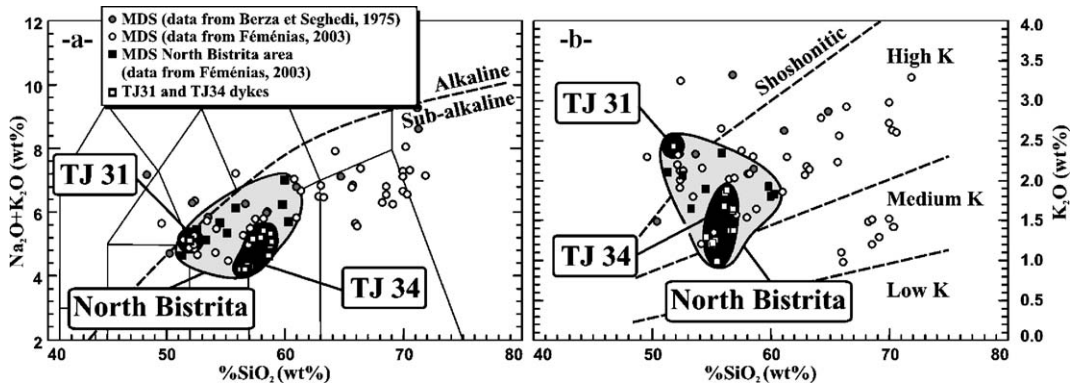 -a-
MDS (data from Berza et Seghedi, 1975)
MDS (data from Féménias, 2003)
MDS North Bistrita area
(data from Féménias, 2003)
TJ31 and TJ34 dykes
Alkaline
Sub-alkaline
TJ 31
TJ 34
North Bistrita
Na₂O+K₂O (wt%)
12
10
8
6
4
2
40
50
60
70
80
%SiO₂ (wt%)
-b-
Shoshonitic
High K
Medium K
Low K
TJ 31
TJ 34
North Bistrita
4.0
3.5
3.0
2.5
2.0
1.5
1.0
0.5
0.0
K₂O (wt%)
40
50
60
70
80
%SiO₂ (wt%)